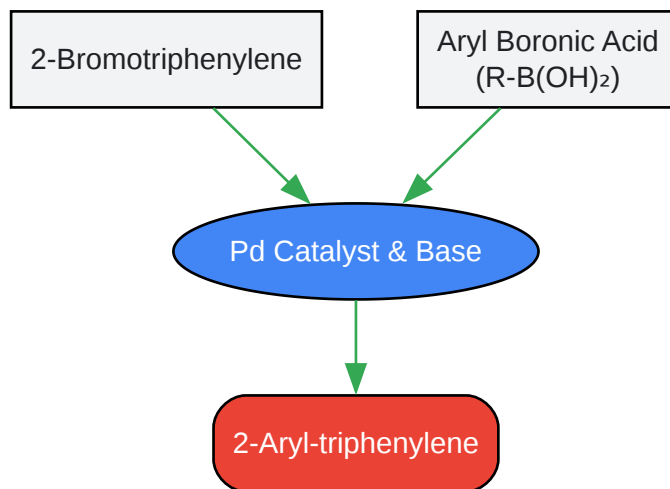 2-Bromotriphenylene
Aryl Boronic Acid
(R-B(OH)₂)
Pd Catalyst & Base
2-Aryl-triphenylene